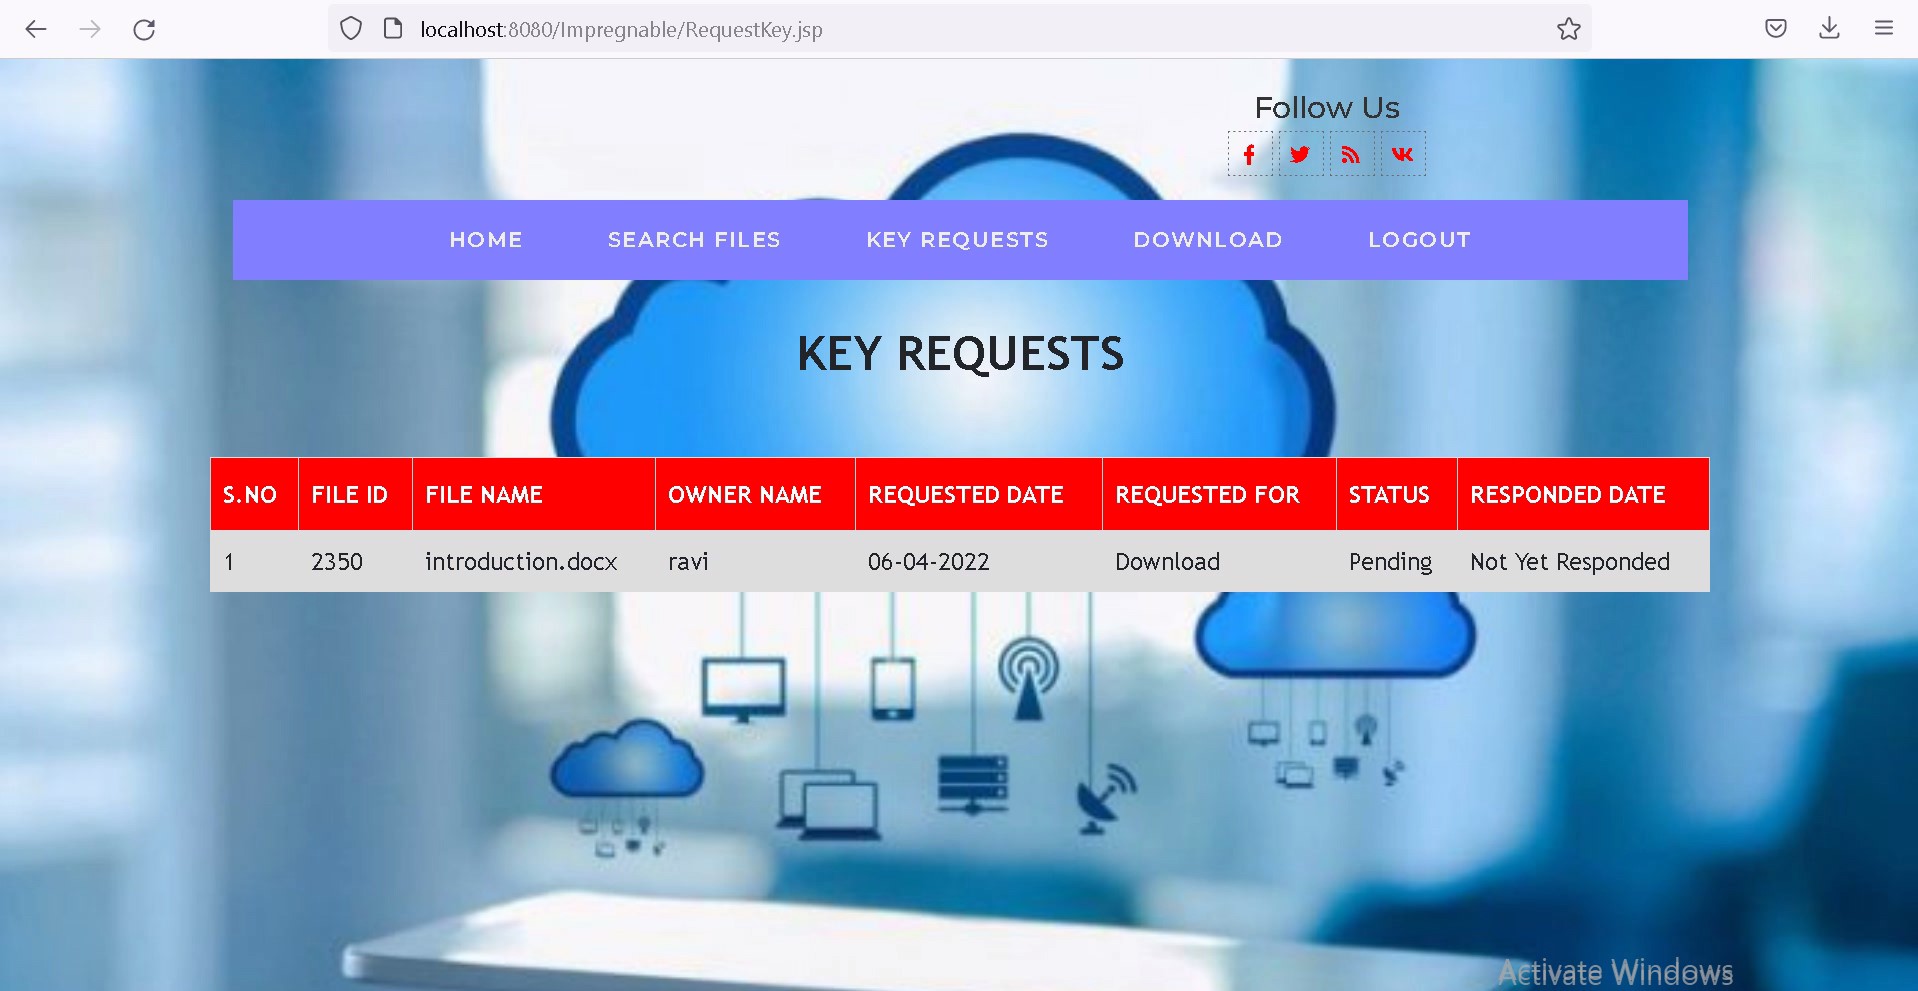 localhost:8080/Impregnable/RequestKey.jsp
Follow Us
HOME SEARCH FILES KEY REQUESTS DOWNLOAD LOGOUT
KEY REQUESTS
S.NO FILE ID FILE NAME OWNER NAME REQUESTED DATE REQUESTED FOR STATUS RESPONDED DATE
1 2350 introduction.docx ravi 06-04-2022 Download Pending Not Yet Responded
Activate Windows